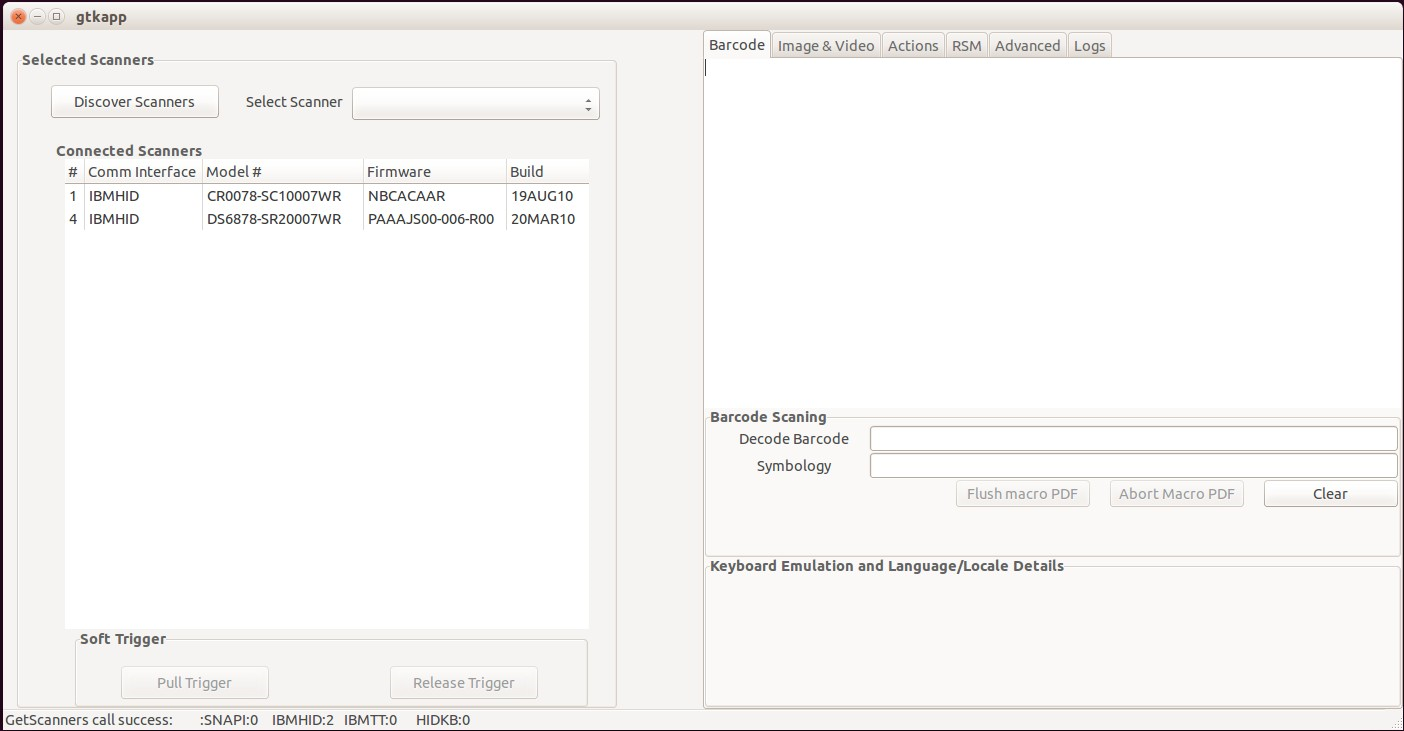 gtkapp
Selected Scanners
Discover Scanners Select Scanner
Connected Scanners
# Comm Interface Model # Firmware Build
1 IBMHID CR0078-SC10007WR NBCACAAR 19AUG10
4 IBMHID DS6878-SR20007WR PAAAJS00-006-R00 20MAR10
Soft Trigger
Pull Trigger Release Trigger
Barcode Image & Video Actions RSM Advanced Logs
Barcode Scaning
Decode Barcode
Symbology
Flush macro PDF Abort Macro PDF Clear
Keyboard Emulation and Language/Locale Details
GetScanners call success: :SNAPI:0 IBMHID:2 IBMTT:0 HIDKB:0